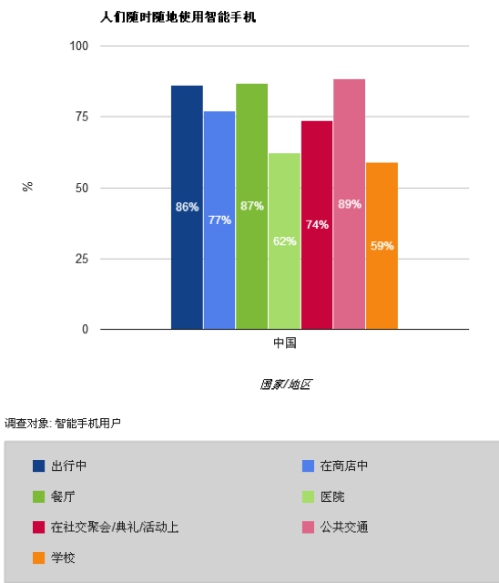 人们随时随地使用智能手机
100
75
%
50
25
0
86%
77%
87%
62%
74%
89%
59%
中国
国家/地区
调查对象: 智能手机用户
出行中
在商店中
餐厅
医院
在社交聚会/典礼/活动上
公共交通
学校